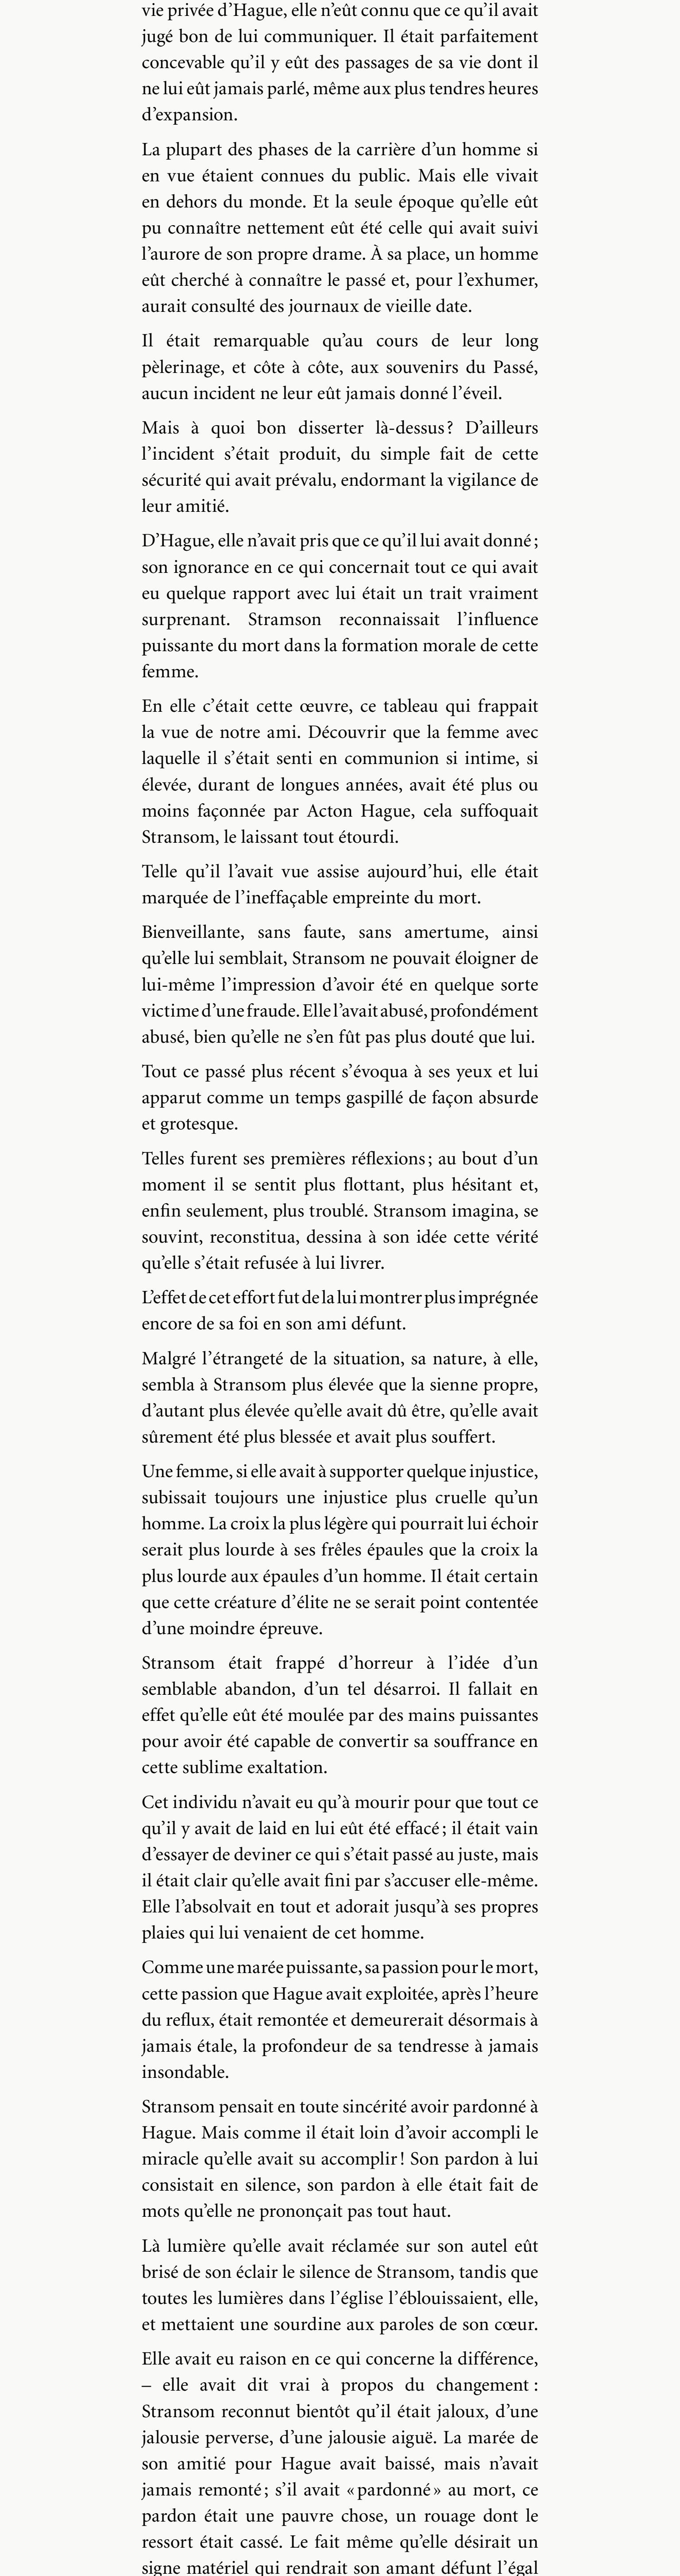 vie privée d’Hague, elle n’eût connu que ce qu’il avait
jugé bon de lui communiquer. Il était parfaitement
concevable qu’il y eût des passages de sa vie dont il
ne lui eût jamais parlé, même aux plus tendres heures
d’expansion.
La plupart des phases de la carrière d’un homme si
en vue étaient connues du public. Mais elle vivait
en dehors du monde. Et la seule époque qu’elle eût
pu connaître nettement eût été celle qui avait suivi
l’aurore de son propre drame. À sa place, un homme
eût cherché à connaître le passé et, pour l’exhumer,
aurait consulté des journaux de vieille date.
Il était remarquable qu’au cours de leur long
pèlerinage, et côte à côte, aux souvenirs du Passé,
aucun incident ne leur eût jamais donné l’éveil.
Mais à quoi bon disserter là-dessus ? D’ailleurs
l’incident s’était produit, du simple fait de cette
sécurité qui avait prévalu, endormant la vigilance de
leur amitié.
D’Hague, elle n’avait pris que ce qu’il lui avait donné ;
son ignorance en ce qui concernait tout ce qui avait
eu quelque rapport avec lui était un trait vraiment
surprenant. Stramson reconnaissait l’influence
puissante du mort dans la formation morale de cette
femme.
En elle c’était cette œuvre, ce tableau qui frappait
la vue de notre ami. Découvrir que la femme avec
laquelle il s’était senti en communion si intime, si
élevée, durant de longues années, avait été plus ou
moins façonnée par Acton Hague, cela suffoquait
Stransom, le laissant tout étourdi.
Telle qu’il l’avait vue assise aujourd’hui, elle était
marquée de l’ineffaçable empreinte du mort.
Bienveillante, sans faute, sans amertume, ainsi
qu’elle lui semblait, Stransom ne pouvait éloigner de
lui-même l’impression d’avoir été en quelque sorte
victime d’une fraude. Elle l’avait abusé, profondément
abusé, bien qu’elle ne s’en fût pas plus douté que lui.
Tout ce passé plus récent s’évoqua à ses yeux et lui
apparut comme un temps gaspillé de façon absurde
et grotesque.
Telles furent ses premières réflexions ; au bout d’un
moment il se sentit plus flottant, plus hésitant et,
enfin seulement, plus troublé. Stransom imagina, se
souvint, reconstitua, dessina à son idée cette vérité
qu’elle s’était refusée à lui livrer.
L’effet de cet effort fut de la lui montrer plus imprégnée
encore de sa foi en son ami défunt.
Malgré l’étrangeté de la situation, sa nature, à elle,
sembla à Stransom plus élevée que la sienne propre,
d’autant plus élevée qu’elle avait dû être, qu’elle avait
sûrement été plus blessée et avait plus souffert.
Une femme, si elle avait à supporter quelque injustice,
subissait toujours une injustice plus cruelle qu’un
homme. La croix la plus légère qui pourrait lui échoir
serait plus lourde à ses frêles épaules que la croix la
plus lourde aux épaules d’un homme. Il était certain
que cette créature d’élite ne se serait point contentée
d’une moindre épreuve.
Stransom était frappé d’horreur à l’idée d’un
semblable abandon, d’un tel désarroi. Il fallait en
effet qu’elle eût été moulée par des mains puissantes
pour avoir été capable de convertir sa souffrance en
cette sublime exaltation.
Cet individu n’avait eu qu’à mourir pour que tout ce
qu’il y avait de laid en lui eût été effacé ; il était vain
d’essayer de deviner ce qui s’était passé au juste, mais
il était clair qu’elle avait fini par s’accuser elle-même.
Elle l’absolvait en tout et adorait jusqu’à ses propres
plaies qui lui venaient de cet homme.
Comme une marée puissante, sa passion pour le mort,
cette passion que Hague avait exploitée, après l’heure
du reflux, était remontée et demeurerait désormais à
jamais étale, la profondeur de sa tendresse à jamais
insondable.
Stransom pensait en toute sincérité avoir pardonné à
Hague. Mais comme il était loin d’avoir accompli le
miracle qu’elle avait su accomplir ! Son pardon à lui
consistait en silence, son pardon à elle était fait de
mots qu’elle ne prononçait pas tout haut.
Là lumière qu’elle avait réclamée sur son autel eût
brisé de son éclair le silence de Stransom, tandis que
toutes les lumières dans l’église l’éblouissaient, elle,
et mettaient une sourdine aux paroles de son cœur.
Elle avait eu raison en ce qui concerne la différence,
– elle avait dit vrai à propos du changement :
Stransom reconnut bientôt qu’il était jaloux, d’une
jalousie perverse, d’une jalousie aiguë. La marée de
son amitié pour Hague avait baissé, mais n’avait
jamais remonté ; s’il avait « pardonné » au mort, ce
pardon était une pauvre chose, un rouage dont le
ressort était cassé. Le fait même qu’elle désirait un
signe matériel qui rendrait son amant défunt l’égal